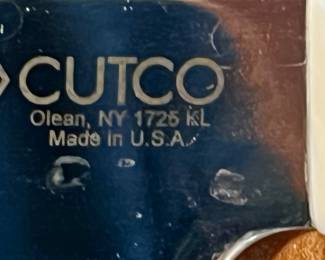 CUTCO
Olean, NY 1725 KL
Made in U.S.A.